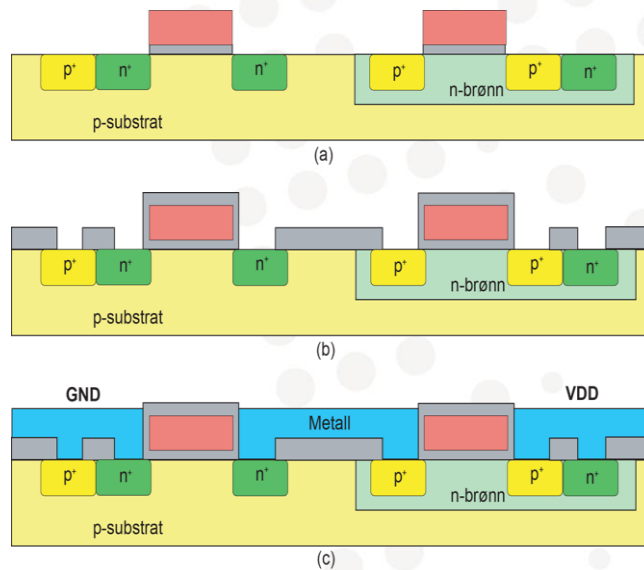 p⁺ n⁺ n⁺ p⁺ p⁺ n⁺
n-brønn
p-substrat
(a)
p⁺ n⁺ n⁺ p⁺ p⁺ n⁺
n-brønn
p-substrat
(b)
GND VDD
Metall
p⁺ n⁺ n⁺ p⁺ p⁺ n⁺
n-brønn
p-substrat
(c)